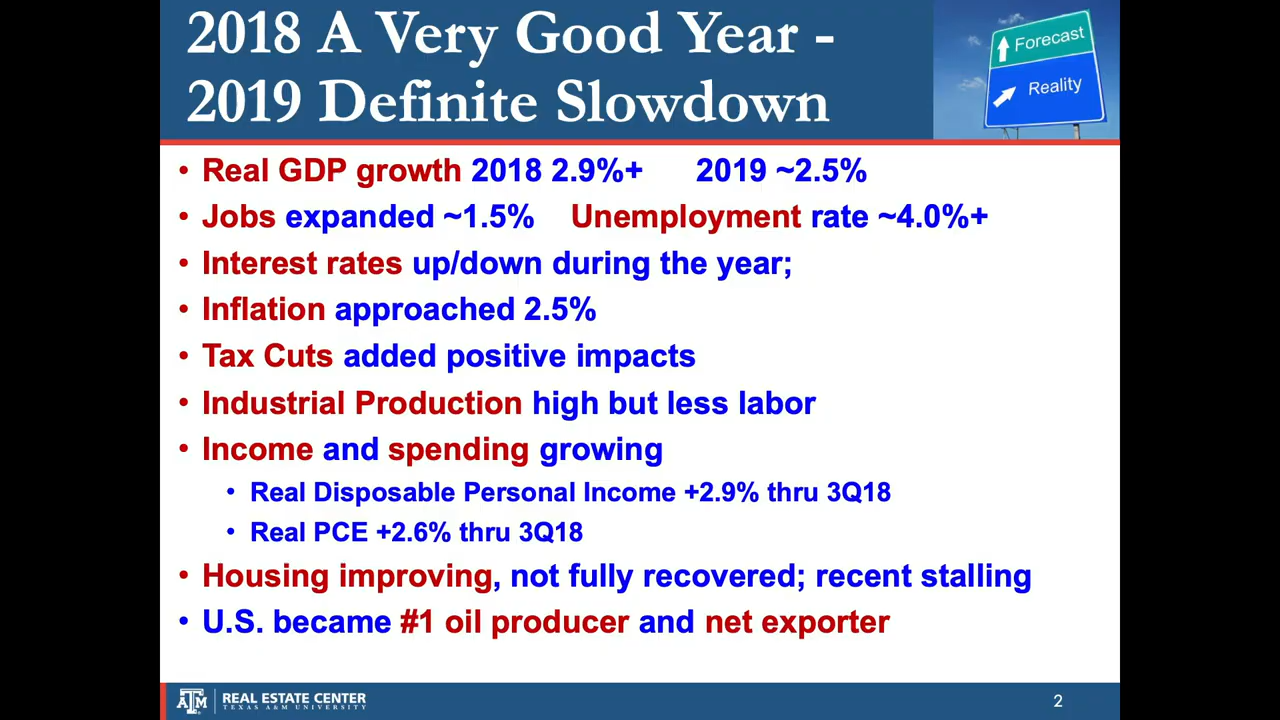 2018 A Very Good Year -
2019 Definite Slowdown
Forecast
Reality
• Real GDP growth 2018 2.9%+ 2019 ~2.5%
• Jobs expanded ~1.5% Unemployment rate ~4.0%+
• Interest rates up/down during the year;
• Inflation approached 2.5%
• Tax Cuts added positive impacts
• Industrial Production high but less labor
• Income and spending growing
• Real Disposable Personal Income +2.9% thru 3Q18
• Real PCE +2.6% thru 3Q18
• Housing improving, not fully recovered; recent stalling
• U.S. became #1 oil producer and net exporter
ATM
REAL ESTATE CENTER
TEXAS A&M UNIVERSITY
2